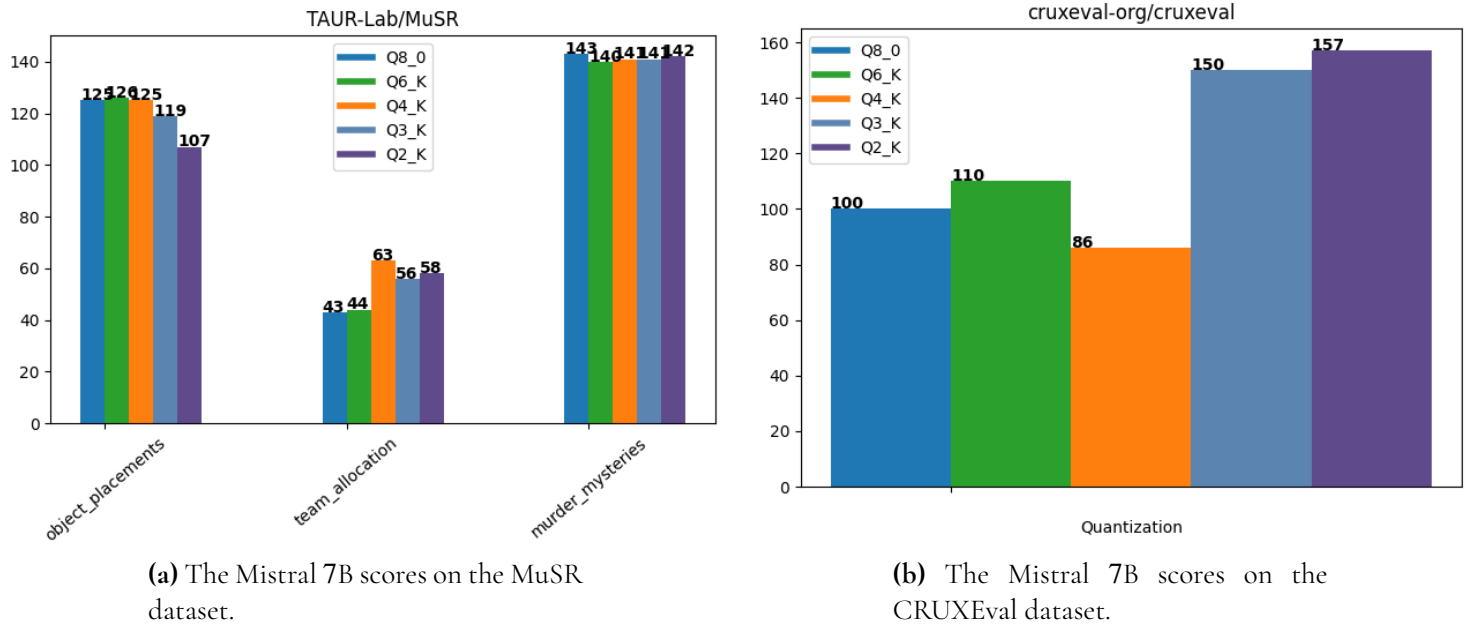 TAUR-Lab/MuSR
140
120
100
80
60
40
20
0
Q8_0
Q6_K
Q4_K
Q3_K
Q2_K
125 126 125 119 107
43 44 63 56 58
143 140 141 141 142
object_placements
team_allocation
murder_mysteries
(a) The Mistral 7B scores on the MuSR
dataset.
cruxeval-org/cruxeval
160
140
120
100
80
60
40
20
0
Q8_0
Q6_K
Q4_K
Q3_K
Q2_K
100 110 86 150 157
Quantization
(b) The Mistral 7B scores on the
CRUXEval dataset.